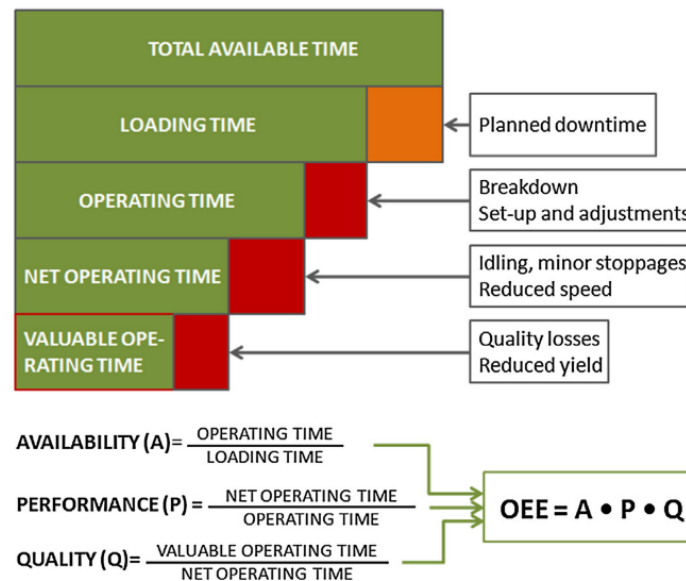 TOTAL AVAILABLE TIME
LOADING TIME
Planned downtime
OPERATING TIME
Breakdown
Set-up and adjustments
NET OPERATING TIME
Idling, minor stoppages
Reduced speed
VALUABLE OPE-
RATING TIME
Quality losses
Reduced yield
AVAILABILITY (A)= OPERATING TIME
LOADING TIME
PERFORMANCE (P) = NET OPERATING TIME
OPERATING TIME
QUALITY (Q)= VALUABLE OPERATING TIME
NET OPERATING TIME
OEE = A • P • Q